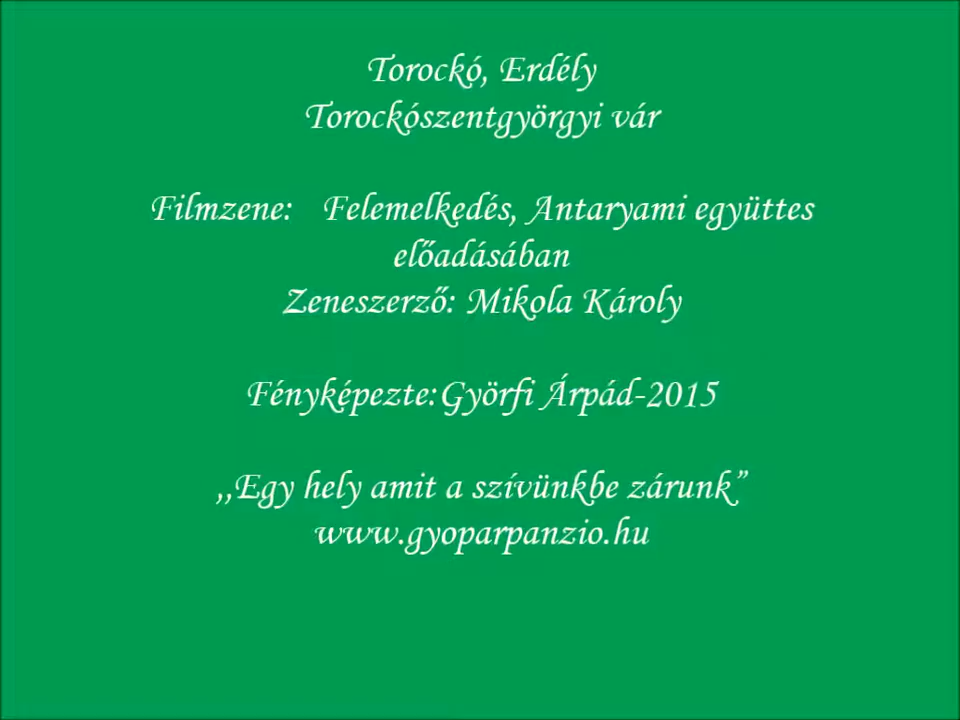 Torockó, Erdély
Torockószentgyörgyi vár
Filmzene: Felemelkedés, Antaryami együttes
előadásában
Zeneszerző: Mikola Károly
Fényképezte:Györfi Árpád-2015
,,Egy hely amit a szívünkbe zárunk”
www.gyoparpanzio.hu